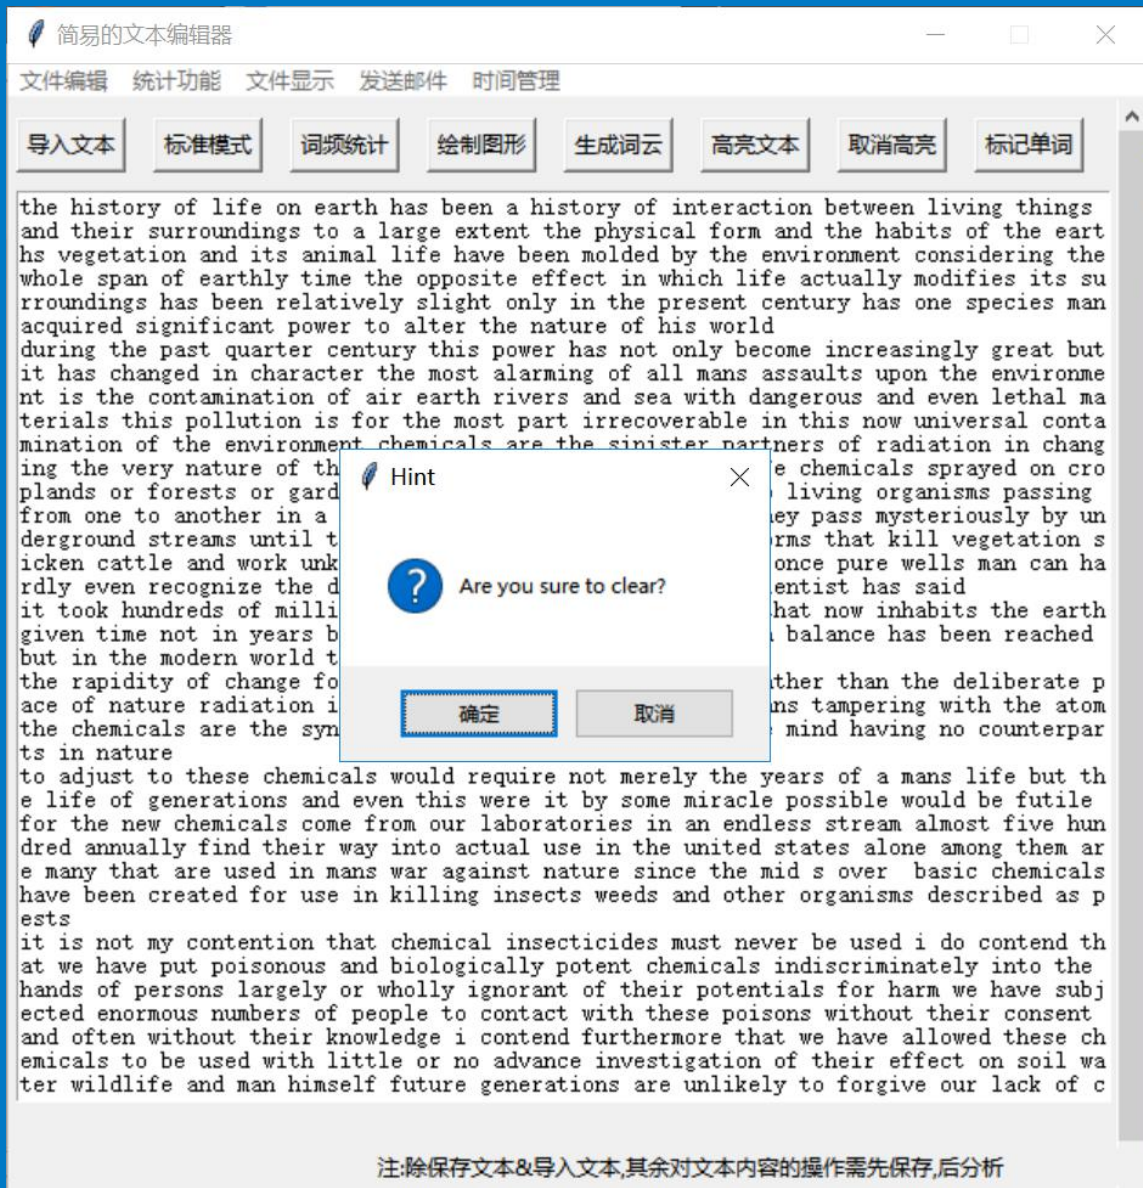 简易的文本编辑器
文件编辑 统计功能 文件显示 发送邮件 时间管理
导入文本 标准模式 词频统计 绘制图形 生成词云 高亮文本 取消高亮 标记单词
the history of life on earth has been a history of interaction between living things
and their surroundings to a large extent the physical form and the habits of the eart
hs vegetation and its animal life have been molded by the environment considering the
whole span of earthly time the opposite effect in which life actually modifies its su
rroundings has been relatively slight only in the present century has one species man
acquired significant power to alter the nature of his world
during the past quarter century this power has not only become increasingly great but
it has changed in character the most alarming of all mans assaults upon the environme
nt is the contamination of air earth rivers and sea with dangerous and even lethal ma
terials this pollution is for the most part irrecoverable in this now universal conta
mination of the environment chemicals are the sinister partners of radiation in chang
ing the very nature of th e chemicals sprayed on cro
plands or forests or gard living organisms passing
from one to another in a ey pass mysteriously by un
derground streams until t rms that kill vegetation s
icken cattle and work unk once pure wells man can ha
rdly even recognize the d entist has said
it took hundreds of milli hat now inhabits the earth
given time not in years b balance has been reached
but in the modern world t
the rapidity of change fo ther than the deliberate p
ace of nature radiation i ns tampering with the atom
the chemicals are the syn mind having no counterpar
ts in nature
Hint
Are you sure to clear?
确定 取消
to adjust to these chemicals would require not merely the years of a mans life but th
e life of generations and even this were it by some miracle possible would be futile
for the new chemicals come from our laboratories in an endless stream almost five hun
dred annually find their way into actual use in the united states alone among them ar
e many that are used in mans war against nature since the mid s over  basic chemicals
have been created for use in killing insects weeds and other organisms described as p
ests
it is not my contention that chemical insecticides must never be used i do contend th
at we have put poisonous and biologically potent chemicals indiscriminately into the
hands of persons largely or wholly ignorant of their potentials for harm we have subj
ected enormous numbers of people to contact with these poisons without their consent
and often without their knowledge i contend furthermore that we have allowed these ch
emicals to be used with little or no advance investigation of their effect on soil wa
ter wildlife and man himself future generations are unlikely to forgive our lack of c
注:除保存文本&导入文本,其余对文本内容的操作需先保存,后分析